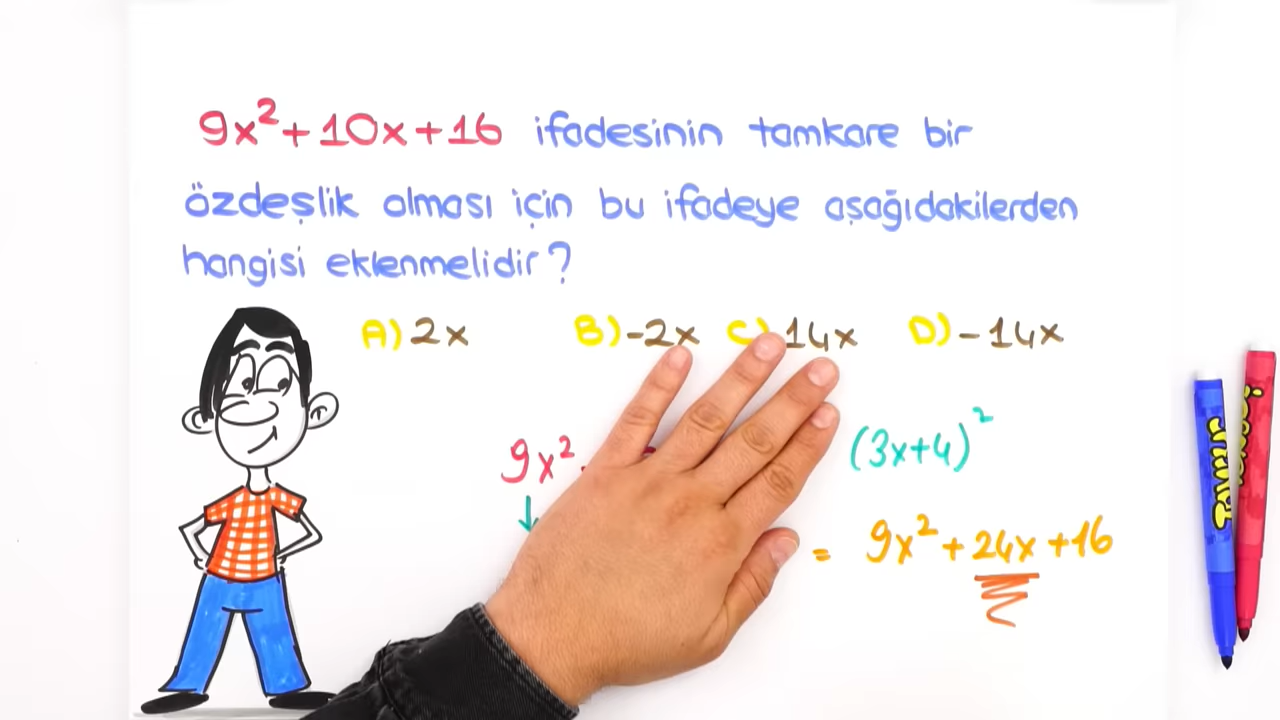 9x²+10x+16 ifadesinin tamkare bir
özdeşlik olması için bu ifadeye aşağıdakilerden
hangisi eklenmelidir?
A) 2x B) -2x C) 14x D) -14x
9x² (3x+4)²
= 9x² + 24x + 16